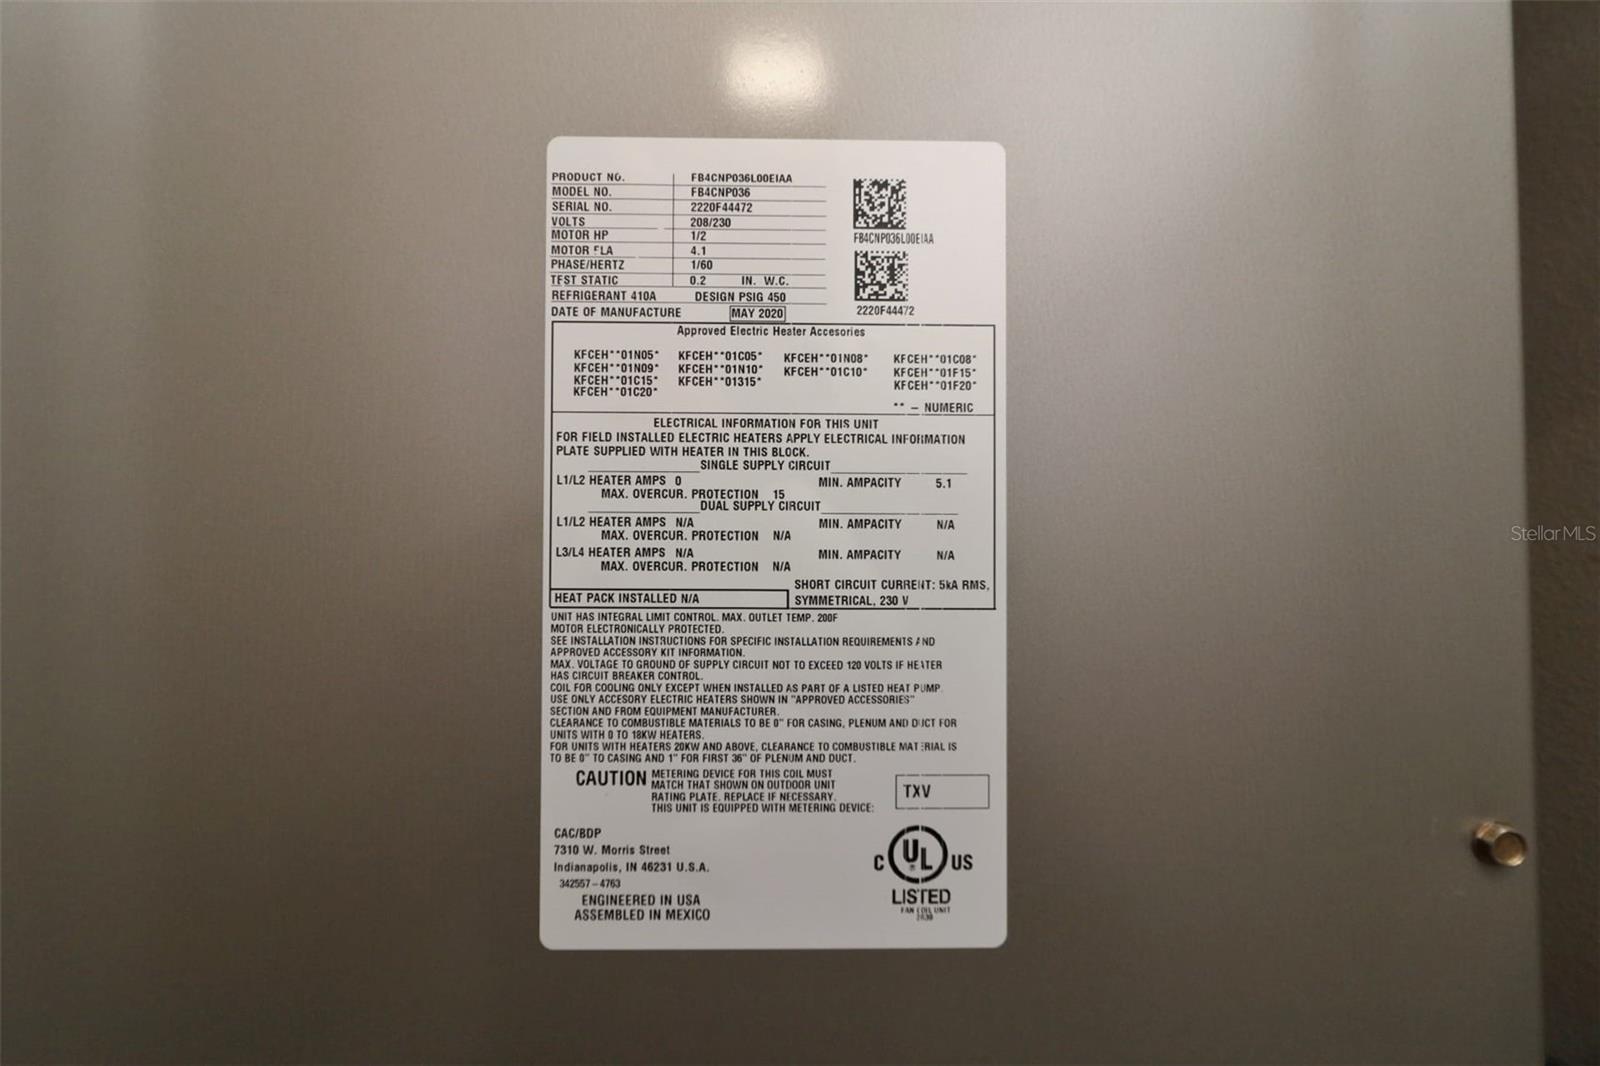 PRODUCT NO. FB4CNP036L00EIAA
MODEL NO. FB4CNP036
SERIAL NO. 2220F44472
VOLTS 208/230
MOTOR HP 1/2
MOTOR FLA 4.1
PHASE/HERTZ 1/60
TEST STATIC 0.2 IN. W.C.
REFRIGERANT 410A DESIGN PSIG 450
DATE OF MANUFACTURE MAY 2020
FB4CNP036L00EIAA
2220F44472
Approved Electric Heater Accesories
KFCEH**01N05* KFCEH**01C05* KFCEH**01N08* KFCEH**01C08*
KFCEH**01N09* KFCEH**01N10* KFCEH**01C10* KFCEH**01F15*
KFCEH**01C15* KFCEH**01315* KFCEH**01F20*
KFCEH**01C20*
** – NUMERIC
ELECTRICAL INFORMATION FOR THIS UNIT
FOR FIELD INSTALLED ELECTRIC HEATERS APPLY ELECTRICAL INFORMATION
PLATE SUPPLIED WITH HEATER IN THIS BLOCK.
SINGLE SUPPLY CIRCUIT
L1/L2 HEATER AMPS 0 MIN. AMPACITY 5.1
MAX. OVERCUR. PROTECTION 15
DUAL SUPPLY CIRCUIT
L1/L2 HEATER AMPS N/A MIN. AMPACITY N/A
MAX. OVERCUR. PROTECTION N/A
L3/L4 HEATER AMPS N/A MIN. AMPACITY N/A
MAX. OVERCUR. PROTECTION N/A
SHORT CIRCUIT CURRENT: 5kA RMS,
HEAT PACK INSTALLED N/A SYMMETRICAL, 230 V
UNIT HAS INTEGRAL LIMIT CONTROL. MAX. OUTLET TEMP. 200F
MOTOR ELECTRONICALLY PROTECTED.
SEE INSTALLATION INSTRUCTIONS FOR SPECIFIC INSTALLATION REQUIREMENTS AND
APPROVED ACCESSORY KIT INFORMATION.
MAX. VOLTAGE TO GROUND OF SUPPLY CIRCUIT NOT TO EXCEED 120 VOLTS IF HEATER
HAS CIRCUIT BREAKER CONTROL.
COIL FOR COOLING ONLY EXCEPT WHEN INSTALLED AS PART OF A LISTED HEAT PUMP.
USE ONLY ACCESORY ELECTRIC HEATERS SHOWN IN "APPROVED ACCESSORIES"
SECTION AND FROM EQUIPMENT MANUFACTURER.
CLEARANCE TO COMBUSTIBLE MATERIALS TO BE 0" FOR CASING, PLENUM AND DUCT FOR
UNITS WITH 0 TO 18KW HEATERS.
FOR UNITS WITH HEATERS 20KW AND ABOVE, CLEARANCE TO COMBUSTIBLE MATERIAL IS
TO BE 0" TO CASING AND 1" FOR FIRST 36" OF PLENUM AND DUCT.
CAUTION METERING DEVICE FOR THIS COIL MUST
MATCH THAT SHOWN ON OUTDOOR UNIT
RATING PLATE. REPLACE IF NECESSARY.
THIS UNIT IS EQUIPPED WITH METERING DEVICE:
TXV
CAC/BDP
7310 W. Morris Street
Indianapolis, IN 46231 U.S.A.
342557–4763
ENGINEERED IN USA
ASSEMBLED IN MEXICO
C UL US
LISTED
FAN COIL UNIT
StellarMLS